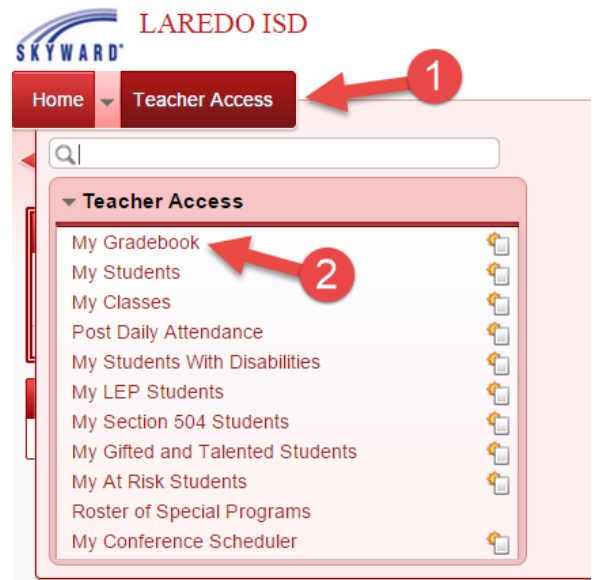 LAREDO ISD
SKYWARD
Home Teacher Access
1
Teacher Access
My Gradebook
2
My Students
My Classes
Post Daily Attendance
My Students With Disabilities
My LEP Students
My Section 504 Students
My Gifted and Talented Students
My At Risk Students
Roster of Special Programs
My Conference Scheduler